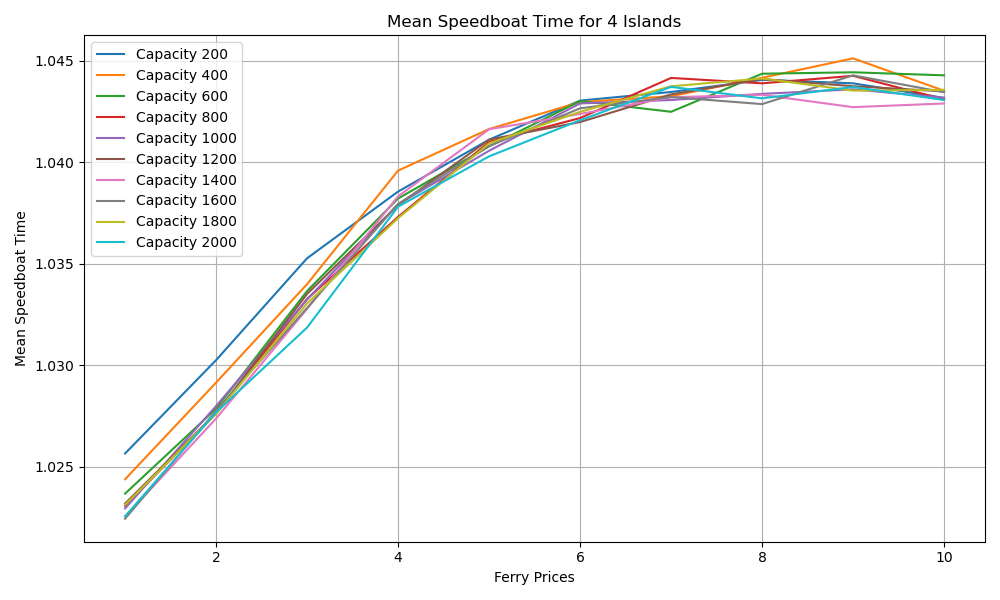 Mean Speedboat Time for 4 Islands
1.045
1.040
1.035
1.030
1.025
Mean Speedboat Time
Capacity 200
Capacity 400
Capacity 600
Capacity 800
Capacity 1000
Capacity 1200
Capacity 1400
Capacity 1600
Capacity 1800
Capacity 2000
2 4 6 8 10
Ferry Prices